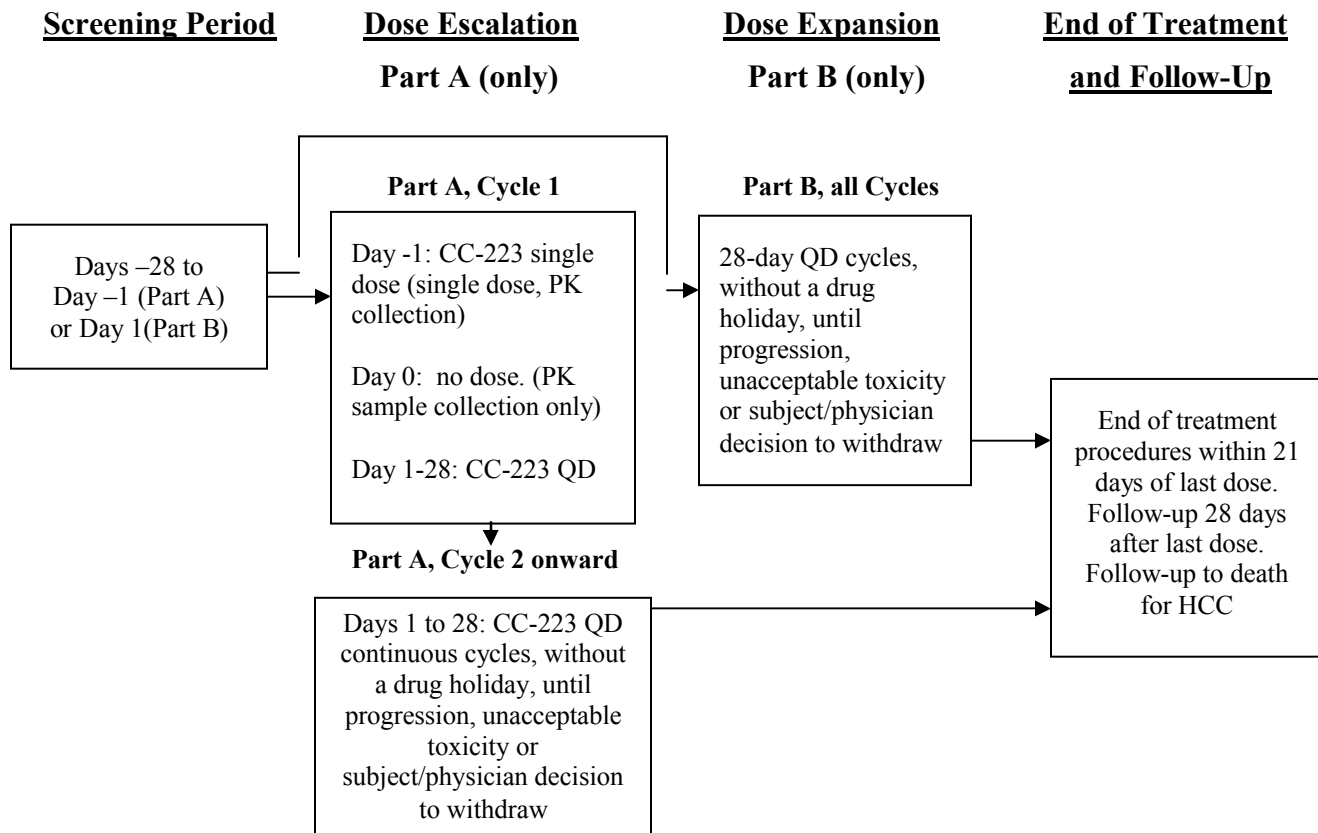 Screening Period
Dose Escalation
Part A (only)
Dose Expansion
Part B (only)
End of Treatment
and Follow-Up
Part A, Cycle 1
Part B, all Cycles
Days –28 to
Day –1 (Part A)
or Day 1(Part B)
Day -1: CC-223 single
dose (single dose, PK
collection)
Day 0:  no dose. (PK
sample collection only)
Day 1-28: CC-223 QD
28-day QD cycles,
without a drug
holiday, until
progression,
unacceptable toxicity
or subject/physician
decision to withdraw
End of treatment
procedures within 21
days of last dose.
Follow-up 28 days
after last dose.
Follow-up to death
for HCC
Part A, Cycle 2 onward
Days 1 to 28: CC-223 QD
continuous cycles, without
a drug holiday, until
progression, unacceptable
toxicity or
subject/physician decision
to withdraw